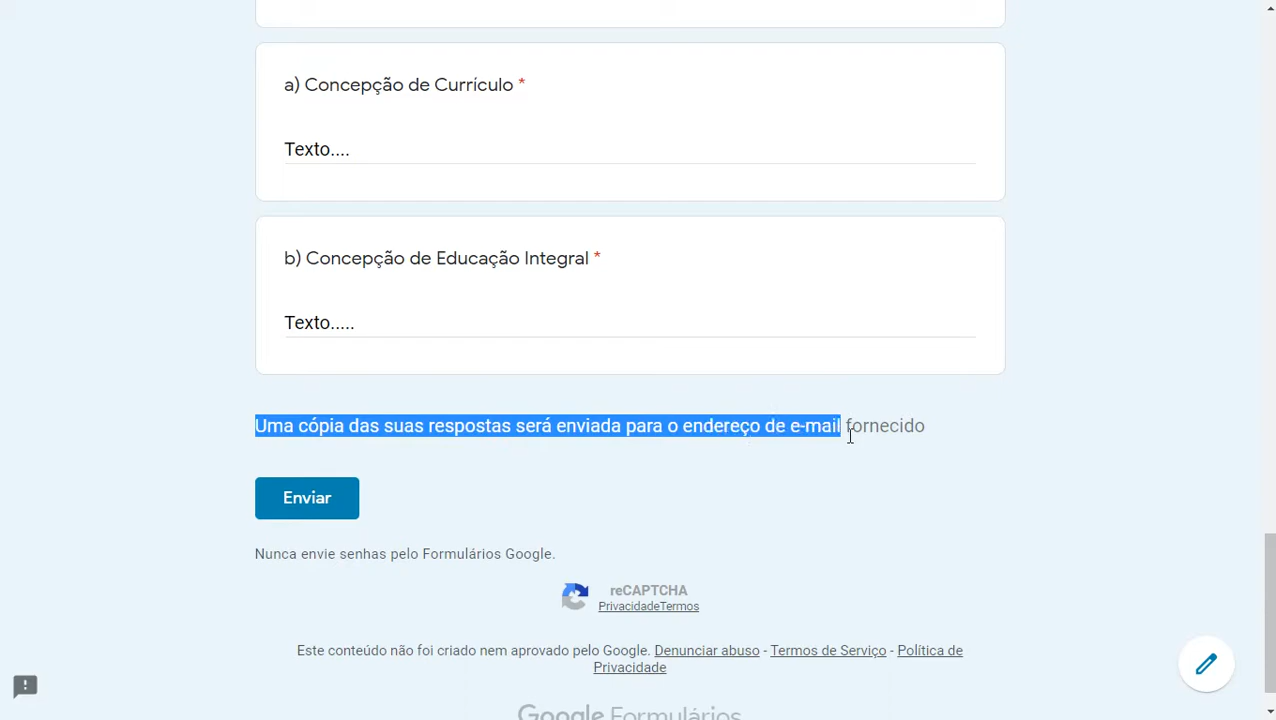 a) Concepção de Currículo *
Texto....
b) Concepção de Educação Integral *
Texto.....
Uma cópia das suas respostas será enviada para o endereço de e-mail fornecido
Enviar
Nunca envie senhas pelo Formulários Google.
reCAPTCHA
PrivacidadeTermos
Este conteúdo não foi criado nem aprovado pelo Google. Denunciar abuso - Termos de Serviço - Política de
Privacidade
Google Formulários